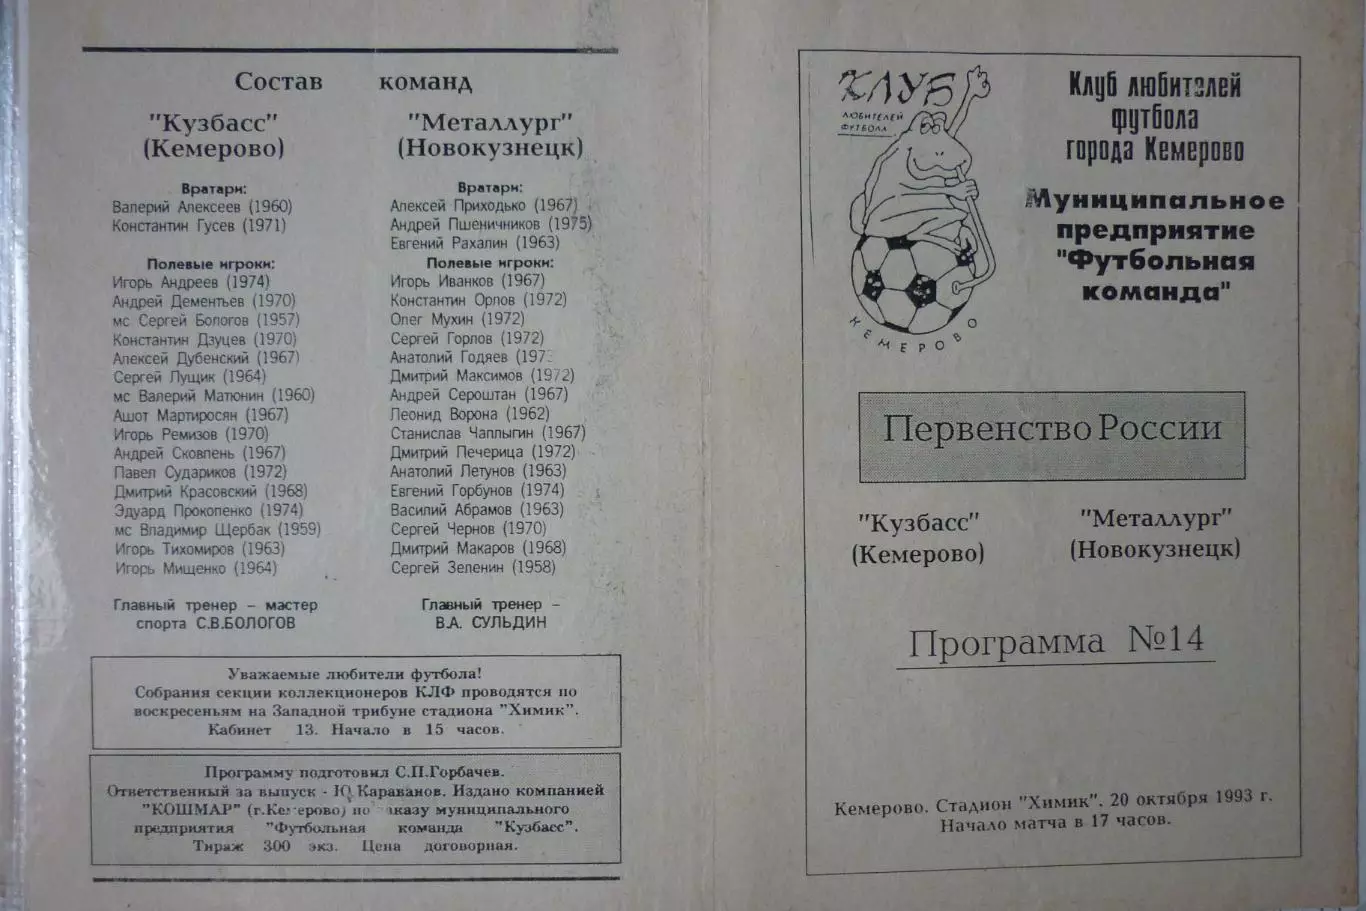 Состав команд
"Кузбасс"
(Кемерово)
Вратари:
Валерий Алексеев (1960)
Константин Гусев (1971)
Полевые игроки:
Игорь Андреев (1974)
Андрей Дементьев (1970)
мс Сергей Бологов (1957)
Константин Дзуцев (1970)
Алексей Дубенский (1967)
Сергей Лущик (1964)
мс Валерий Матюнин (1960)
Ашот Мартиросян (1967)
Игорь Ремизов (1970)
Андрей Сковпень (1967)
Павел Судариков (1972)
Дмитрий Красовский (1968)
Эдуард Прокопенко (1974)
мс Владимир Щербак (1959)
Игорь Тихомиров (1963)
Игорь Мищенко (1964)
Главный тренер - мастер
спорта С.В.БОЛОГОВ
"Металлург"
(Новокузнецк)
Вратари:
Алексей Приходько (1967)
Андрей Пшеничников (1975)
Евгений Рахалин (1963)
Полевые игроки:
Игорь Иванков (1967)
Константин Орлов (1972)
Олег Мухин (1972)
Сергей Горлов (1972)
Анатолий Годяев
Дмитрий Максимов (1972)
Андрей Сероштан (1967)
Леонид Ворона (1962)
Станислав Чаплыгин (1967)
Дмитрий Печерица (1972)
Анатолий Летунов (1963)
Евгений Горбунов (1974)
Василий Абрамов (1963)
Сергей Чернов (1970)
Дмитрий Макаров (1968)
Сергей Зеленин (1958)
Главный тренер -
В.А. СУЛЬДИН
Уважаемые любители футбола!
Собрания секции коллекционеров КЛФ проводятся по
воскресеньям на Западной трибуне стадиона "Химик".
Кабинет 13. Начало в 15 часов.
Программу подготовил С.П.Горбачев.
Ответственный за выпуск - Ю.Караванов. Издано компанией
"КОШМАР" (г.Кемерово) по заказу муниципального
предприятия "Футбольная команда "Кузбасс".
Тираж 300 экз. Цена договорная.
КЛУБ
ЛЮБИТЕЛЕЙ
ФУТБОЛА
КЕМЕРОВО
Клуб любителей
футбола
города Кемерово
Муниципальное
предприятие
"Футбольная
команда"
Первенство России
"Кузбасс"
(Кемерово)
"Металлург"
(Новокузнецк)
Программа №14
Кемерово. Стадион "Химик". 20 октября 1993 г.
Начало матча в 17 часов.